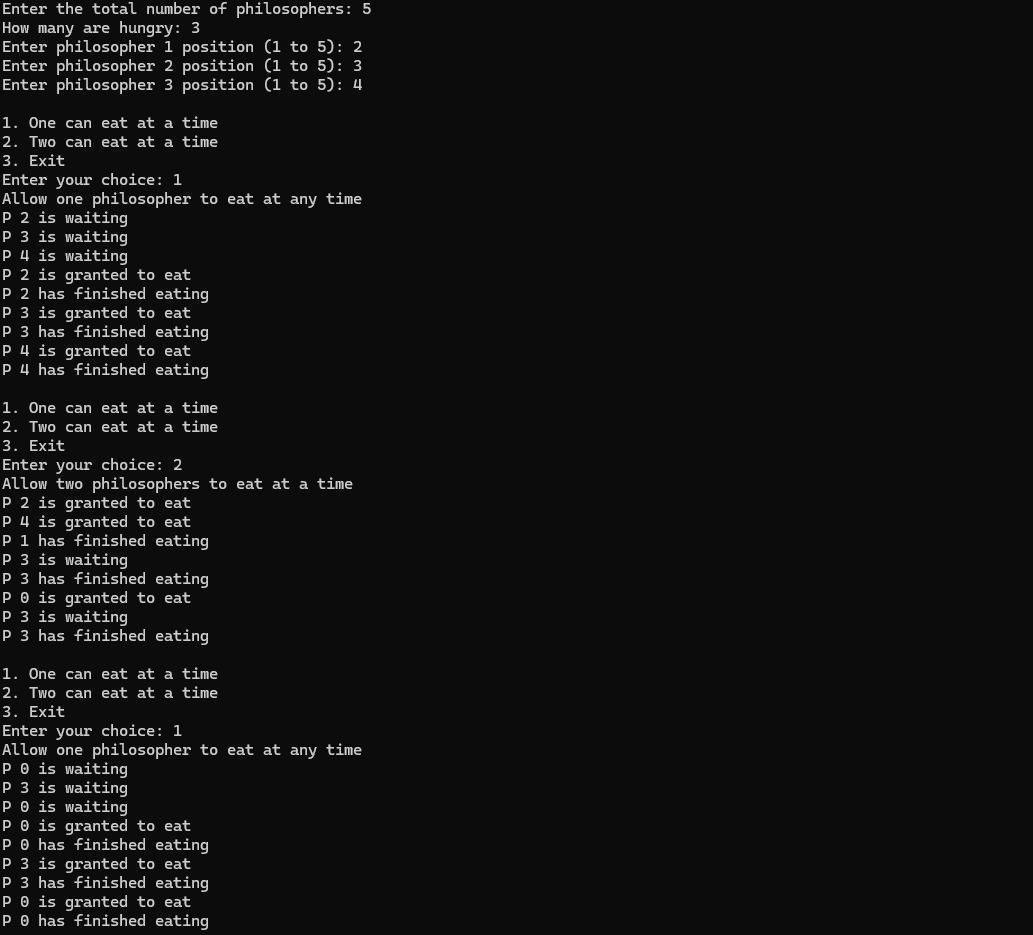 Enter the total number of philosophers: 5
How many are hungry: 3
Enter philosopher 1 position (1 to 5): 2
Enter philosopher 2 position (1 to 5): 3
Enter philosopher 3 position (1 to 5): 4
1. One can eat at a time
2. Two can eat at a time
3. Exit
Enter your choice: 1
Allow one philosopher to eat at any time
P 2 is waiting
P 3 is waiting
P 4 is waiting
P 2 is granted to eat
P 2 has finished eating
P 3 is granted to eat
P 3 has finished eating
P 4 is granted to eat
P 4 has finished eating
1. One can eat at a time
2. Two can eat at a time
3. Exit
Enter your choice: 2
Allow two philosophers to eat at a time
P 2 is granted to eat
P 4 is granted to eat
P 1 has finished eating
P 3 is waiting
P 3 has finished eating
P 0 is granted to eat
P 3 is waiting
P 3 has finished eating
1. One can eat at a time
2. Two can eat at a time
3. Exit
Enter your choice: 1
Allow one philosopher to eat at any time
P 0 is waiting
P 3 is waiting
P 0 is waiting
P 0 is granted to eat
P 0 has finished eating
P 3 is granted to eat
P 3 has finished eating
P 0 is granted to eat
P 0 has finished eating